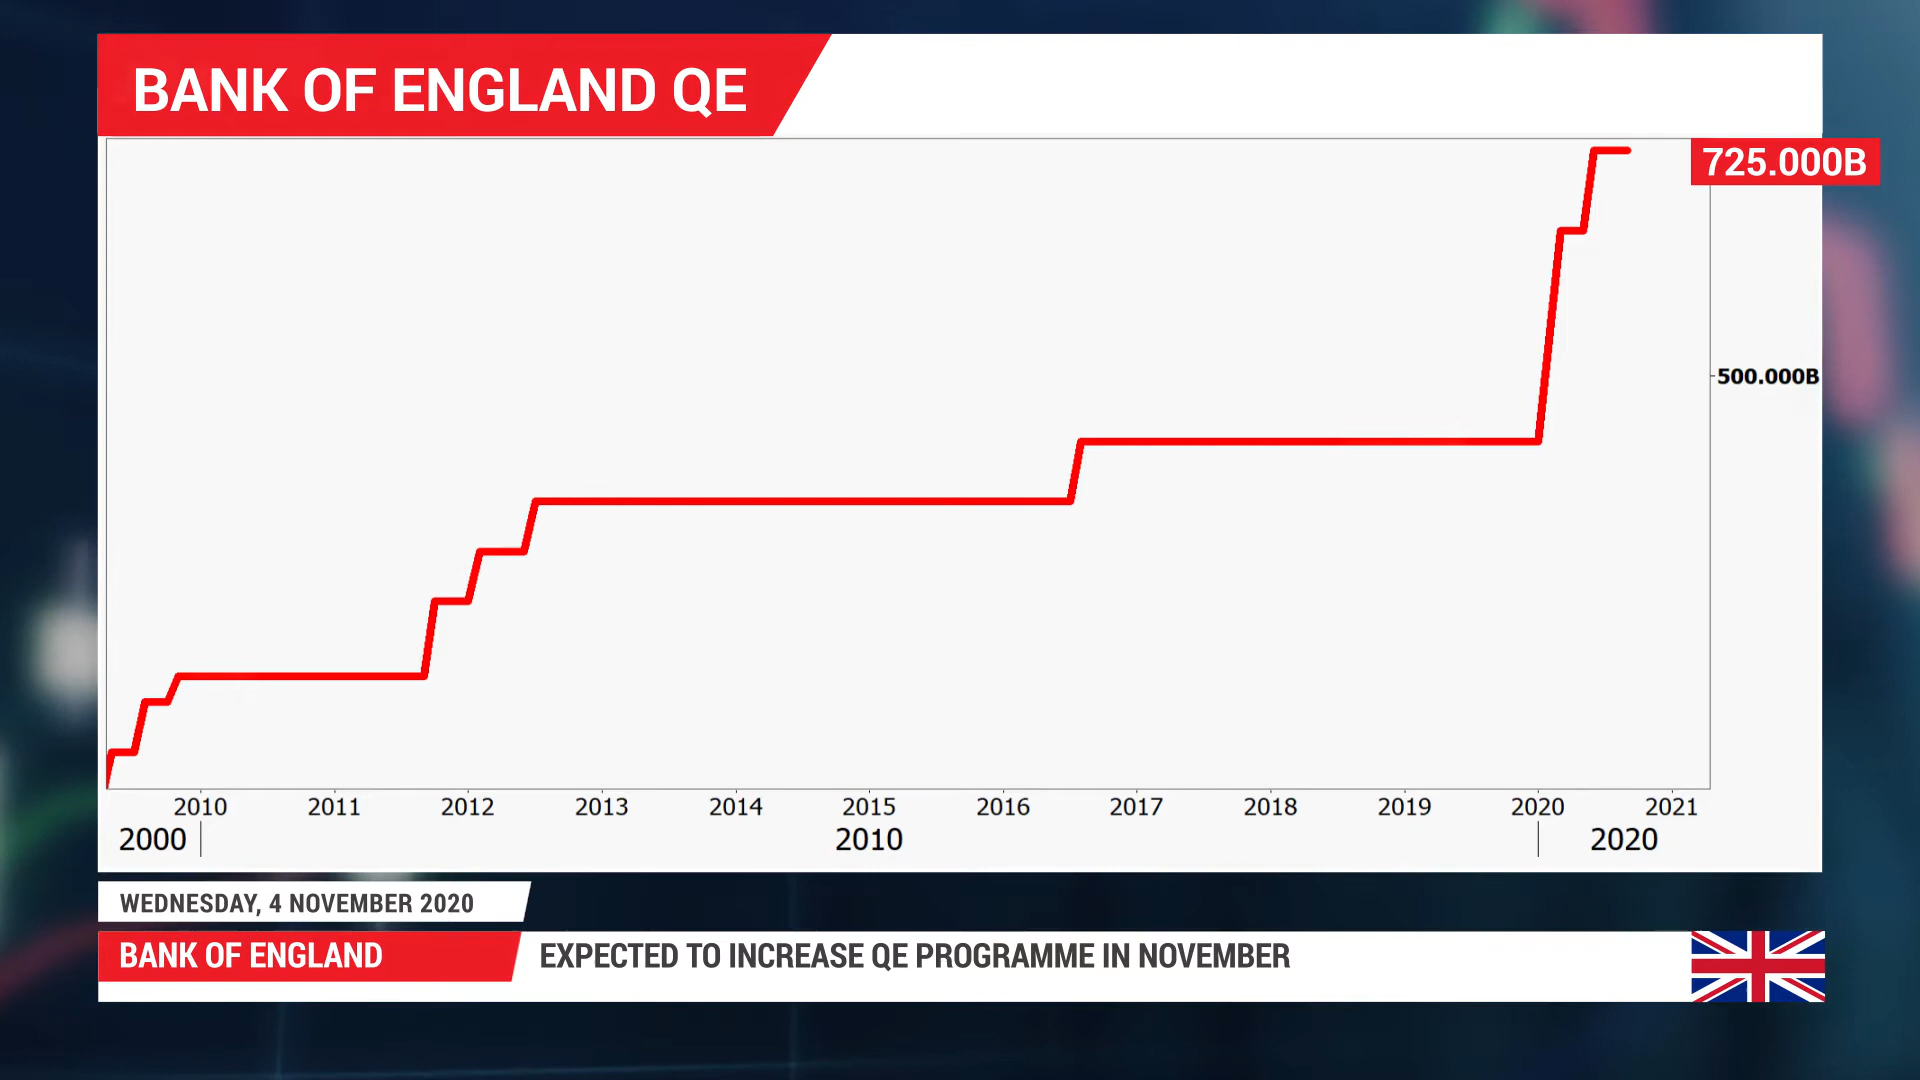 BANK OF ENGLAND QE
725.000B
500.000B
2010 2011 2012 2013 2014 2015 2016 2017 2018 2019 2020 2021
2000 2010 2020
WEDNESDAY, 4 NOVEMBER 2020
BANK OF ENGLAND EXPECTED TO INCREASE QE PROGRAMME IN NOVEMBER